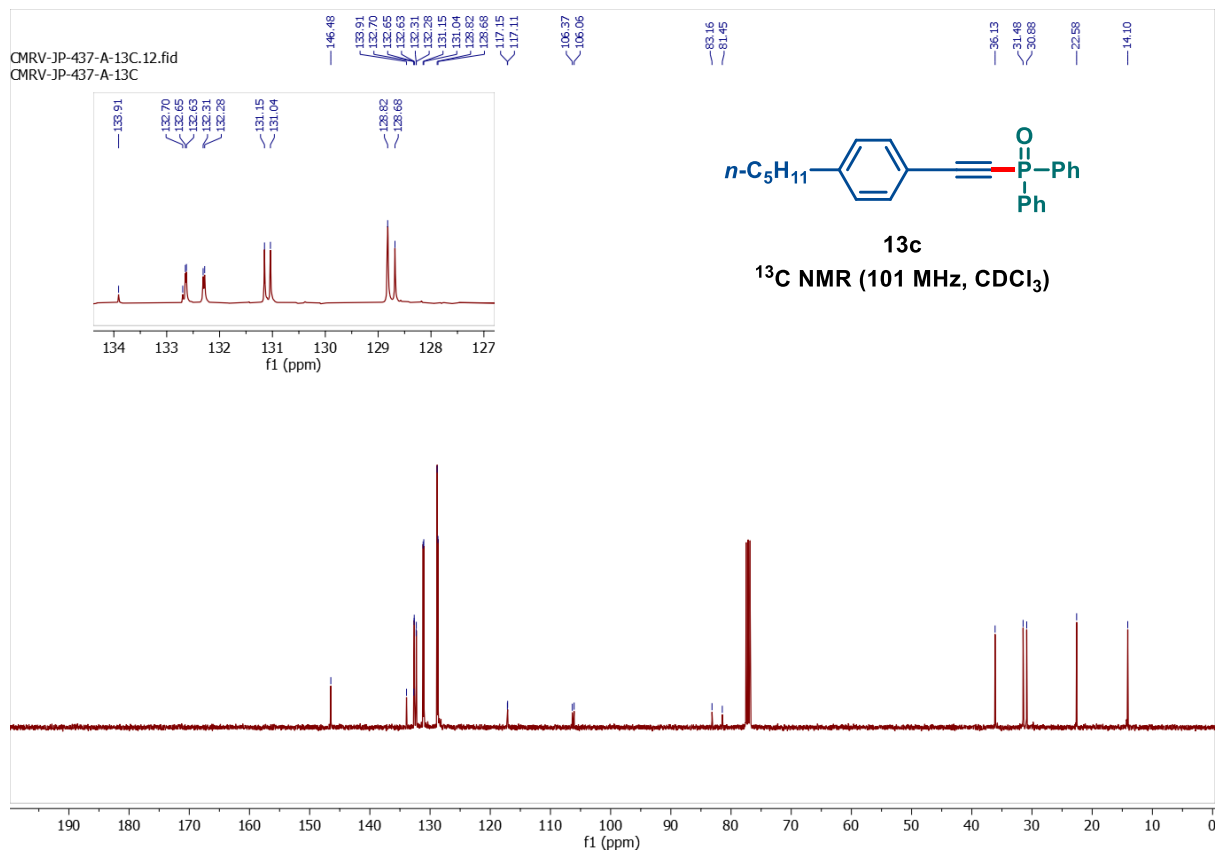 146.48
133.91
132.70
132.65
132.63
132.31
132.28
131.15
131.04
128.82
128.68
117.15
117.11
106.37
106.06
83.16
81.45
36.13
31.48
30.88
22.58
14.10
CMRV-JP-437-A-13C.12.fid
CMRV-JP-437-A-13C
133.91
132.70
132.65
132.63
132.31
132.28
131.15
131.04
128.82
128.68
134 133 132 131 130 129 128 127
f1 (ppm)
O
n-C₅H₁₁ P Ph
Ph
13c
¹³C NMR (101 MHz, CDCl₃)
190 180 170 160 150 140 130 120 110 100 90 80 70 60 50 40 30 20 10 0
f1 (ppm)